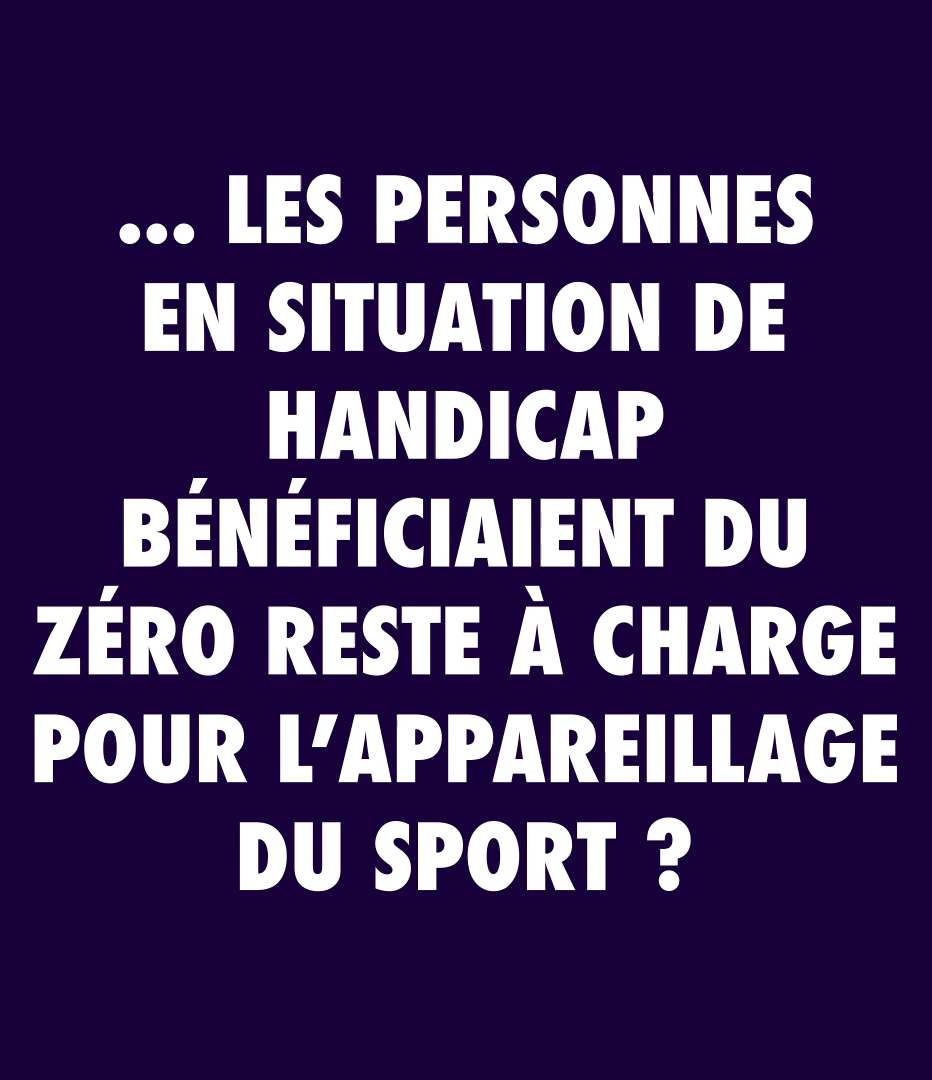 ... LES PERSONNES
EN SITUATION DE
HANDICAP
BÉNÉFICIAIENT DU
ZÉRO RESTE À CHARGE
POUR L’APPAREILLAGE
DU SPORT ?